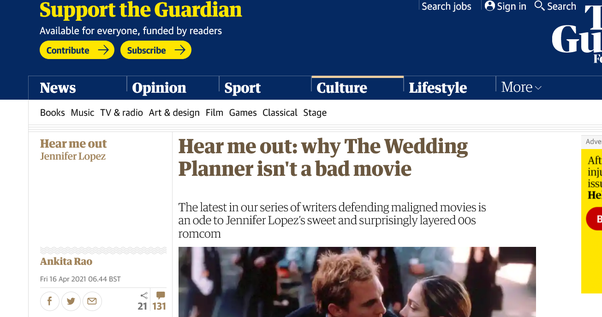 Support the Guardian
Search jobs
Sign in
Search
Available for everyone, funded by readers
Contribute
Subscribe
News
Opinion
Sport
Culture
Lifestyle
More
Books Music TV & radio Art & design Film Games Classical Stage
Hear me out
Jennifer Lopez
Hear me out: why The Wedding
Planner isn't a bad movie
The latest in our series of writers defending maligned movies is
an ode to Jennifer Lopez's sweet and surprisingly layered 00s
romcom
Ankita Rao
Fri 16 Apr 2021 06.44 BST
21
131